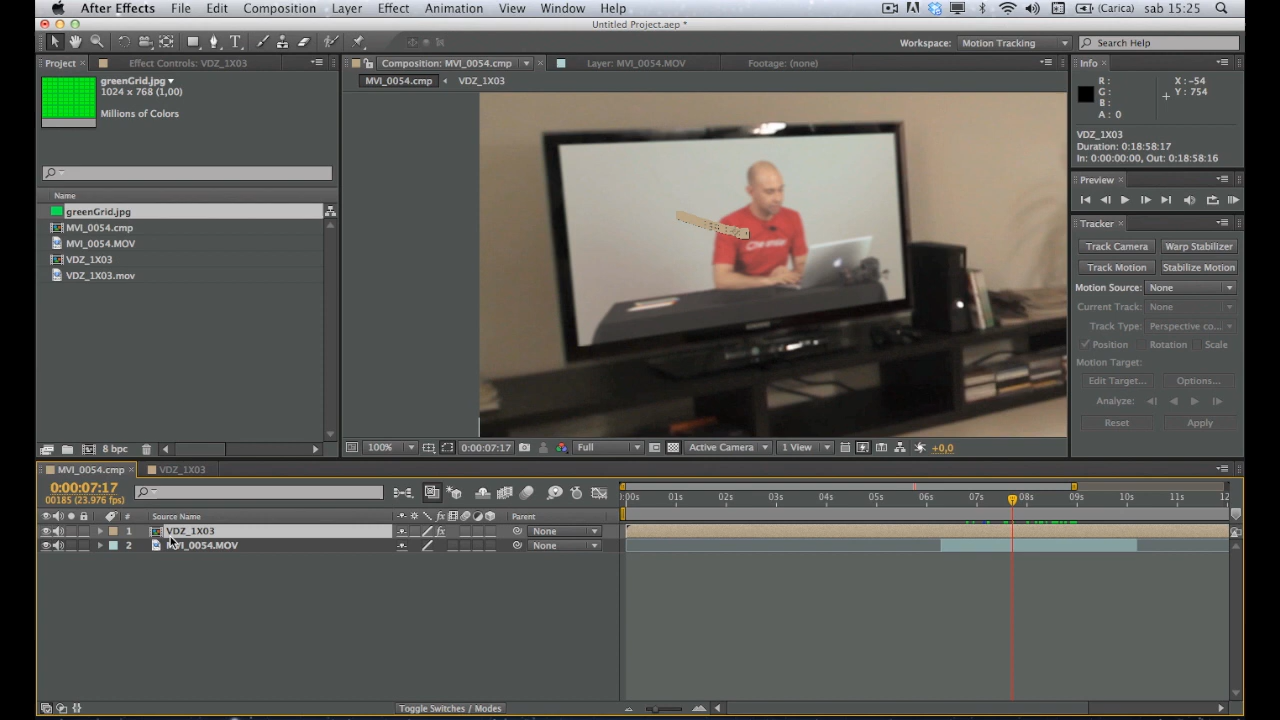 After Effects File Edit Composition Layer Effect Animation View Window Help (Carica) sab 15:25
Untitled Project.aep *
Workspace: Motion Tracking Search Help
Project Effect Controls: VDZ_1X03 Composition: MVI_0054.cmp Layer: MVI_0054.MOV Footage: (none) Info
greenGrid.jpg
1024 x 768 (1,00)
Millions of Colors
MVI_0054.cmp VDZ_1X03
R :
G :
B :
A : 0
X : -54
Y : 754
VDZ_1X03
Duration: 0:18:58:17
In: 0:00:00:00, Out: 0:18:58:16
Preview
Name
greenGrid.jpg
MVI_0054.cmp
MVI_0054.MOV
VDZ_1X03
VDZ_1X03.mov
Tracker
Track Camera Warp Stabilizer
Track Motion Stabilize Motion
Motion Source: None
Current Track: None
Track Type: Perspective co...
Position Rotation Scale
Motion Target:
Edit Target... Options...
Analyze:
Reset Apply
8 bpc 100% 0:00:07:17 Full Active Camera 1 View +0,0
MVI_0054.cmp VDZ_1X03
0:00:07:17
00185 (23.976 fps)
:00s 01s 02s 03s 04s 05s 06s 07s 08s 09s 10s 11s 12
# Source Name Parent
1 VDZ_1X03 fx None
2 MVI_0054.MOV None
Toggle Switches / Modes